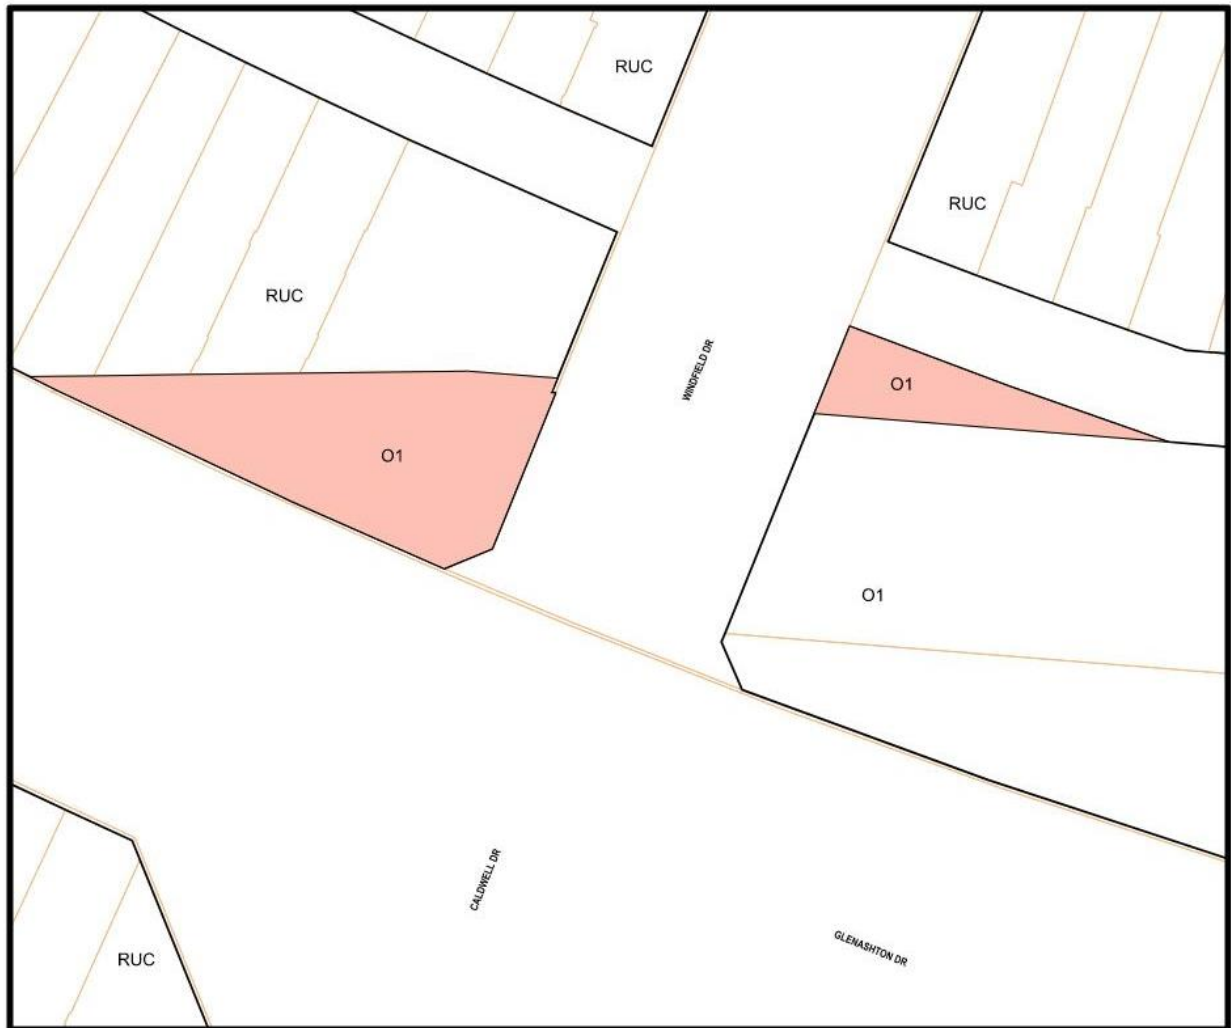 RUC
RUC
RUC
WINDFIELD DR
O1
O1
O1
CALDWELL DR
GLENASHTON DR
RUC